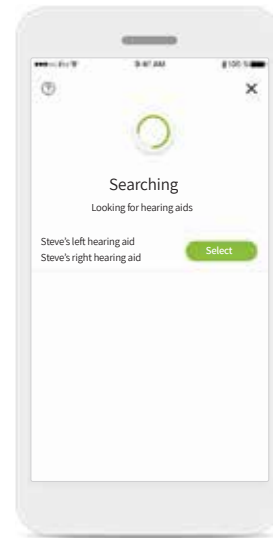 9:41 AM
Searching
Looking for hearing aids
Steve's left hearing aid
Steve's right hearing aid
Select